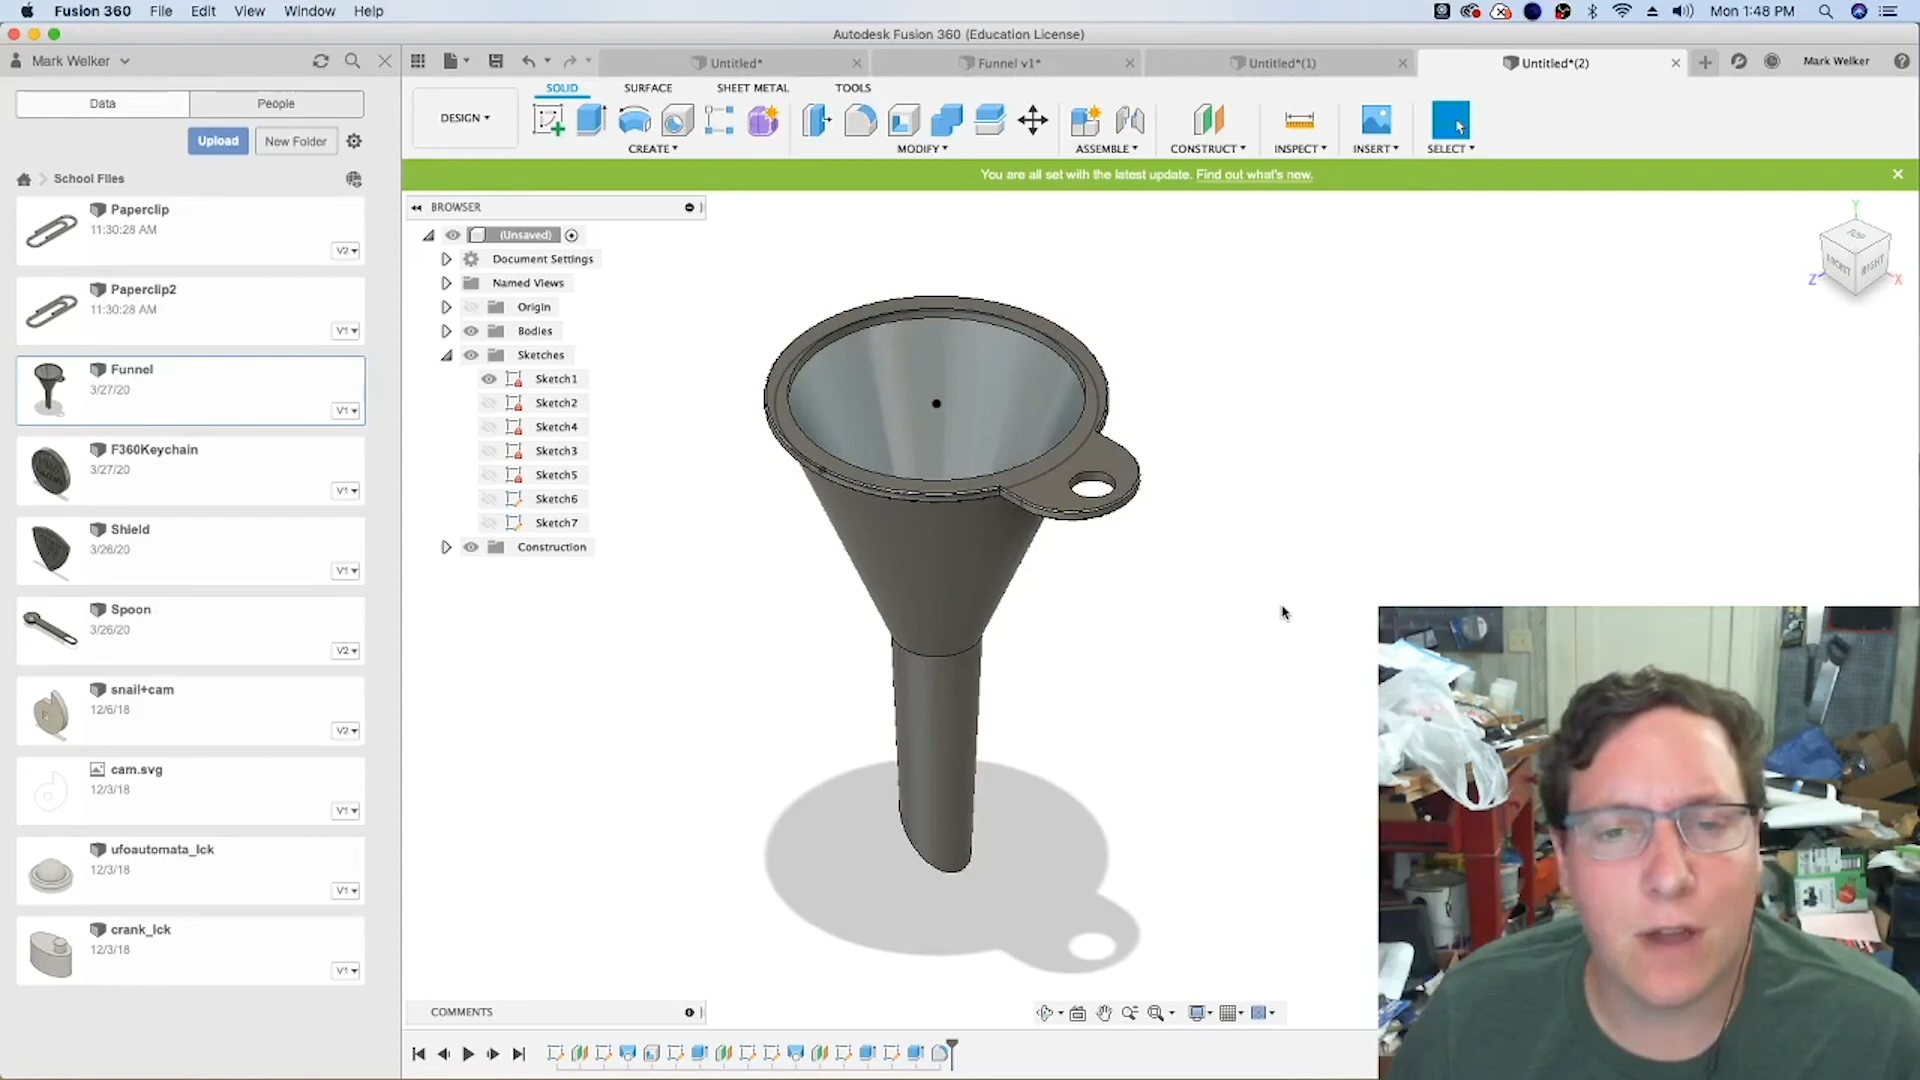 Fusion 360 File Edit View Window Help
Mon 1:48 PM
Autodesk Fusion 360 (Education License)
Mark Welker
Untitled*
Funnel v1*
Untitled*(1)
Untitled*(2)
Mark Welker
Data
People
Upload
New Folder
School Files
Paperclip
11:30:28 AM
V2
Paperclip2
11:30:28 AM
V1
Funnel
3/27/20
V1
F360Keychain
3/27/20
V1
Shield
3/26/20
V1
Spoon
3/26/20
V2
snail+cam
12/6/18
V2
cam.svg
12/3/18
V1
ufoautomata_lck
12/3/18
V1
crank_lck
12/3/18
V1
DESIGN
SOLID
SURFACE
SHEET METAL
TOOLS
CREATE
MODIFY
ASSEMBLE
CONSTRUCT
INSPECT
INSERT
SELECT
You are all set with the latest update. Find out what's new.
BROWSER
(Unsaved)
Document Settings
Named Views
Origin
Bodies
Sketches
Sketch1
Sketch2
Sketch4
Sketch3
Sketch5
Sketch6
Sketch7
Construction
Y
TOP
FRONT
RIGHT
Z
X
COMMENTS